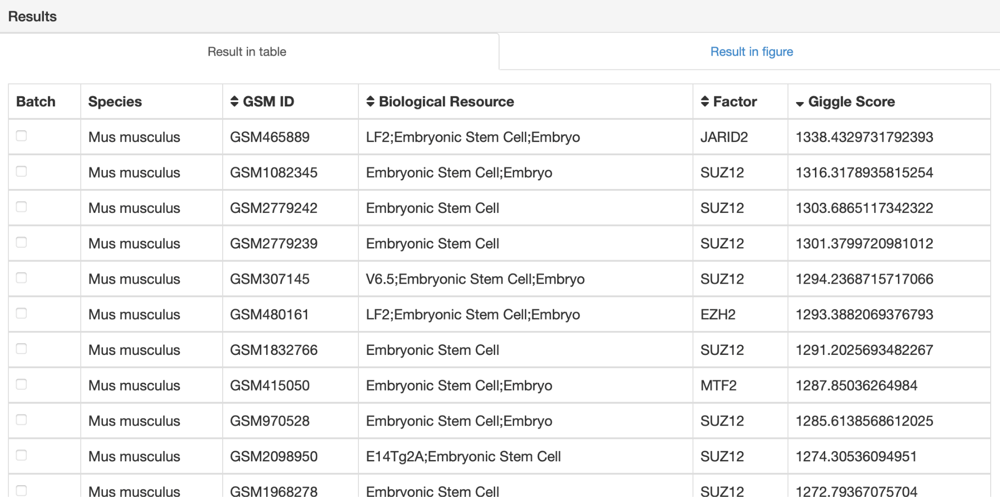 Results
Result in table Result in figure
Batch Species GSM ID Biological Resource Factor Giggle Score
Mus musculus GSM465889 LF2;Embryonic Stem Cell;Embryo JARID2 1338.4329731792393
Mus musculus GSM1082345 Embryonic Stem Cell;Embryo SUZ12 1316.3178935815254
Mus musculus GSM2779242 Embryonic Stem Cell SUZ12 1303.6865117342322
Mus musculus GSM2779239 Embryonic Stem Cell SUZ12 1301.3799720981012
Mus musculus GSM307145 V6.5;Embryonic Stem Cell;Embryo SUZ12 1294.2368715717066
Mus musculus GSM480161 LF2;Embryonic Stem Cell;Embryo EZH2 1293.3882069376793
Mus musculus GSM1832766 Embryonic Stem Cell SUZ12 1291.2025693482267
Mus musculus GSM415050 Embryonic Stem Cell;Embryo MTF2 1287.85036264984
Mus musculus GSM970528 Embryonic Stem Cell;Embryo SUZ12 1285.6138568612025
Mus musculus GSM2098950 E14Tg2A;Embryonic Stem Cell SUZ12 1274.30536094951
Mus musculus GSM1968278 Embryonic Stem Cell SUZ12 1272.79367075704